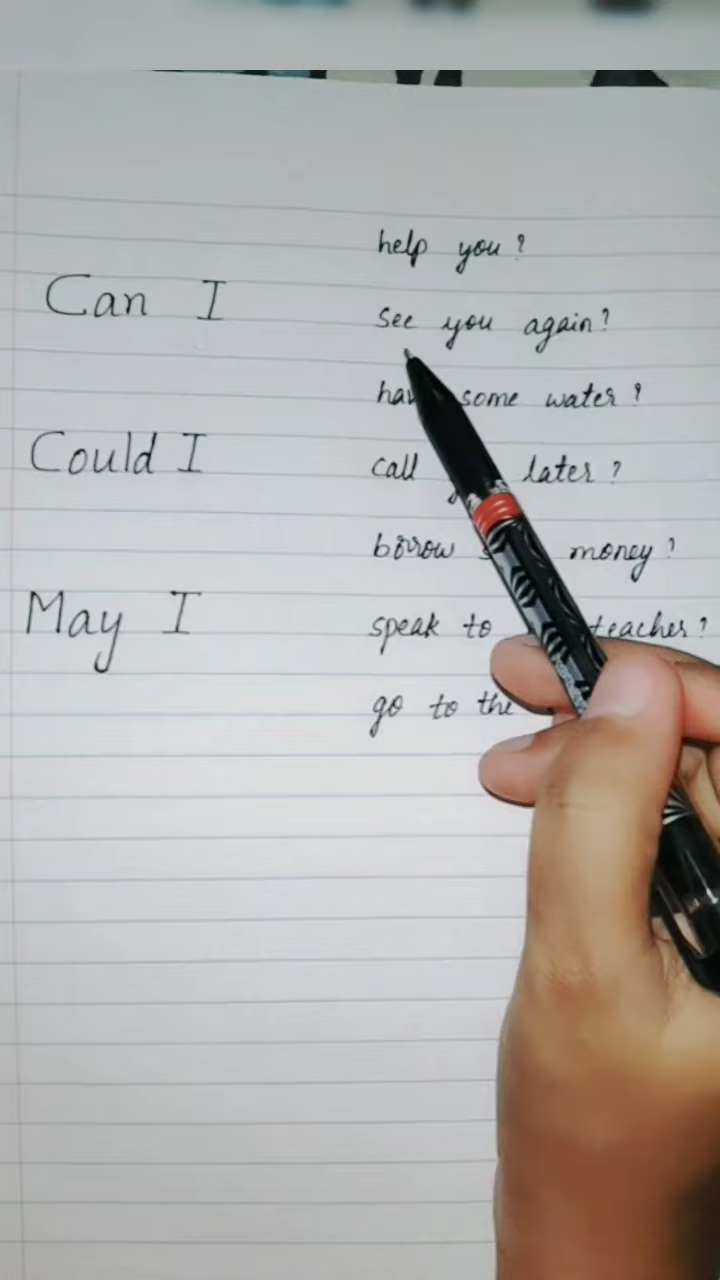 help you?
Can I
see you again?
some water?
Could I
call later?
borrow money?
May I
speak to teacher?
go to the